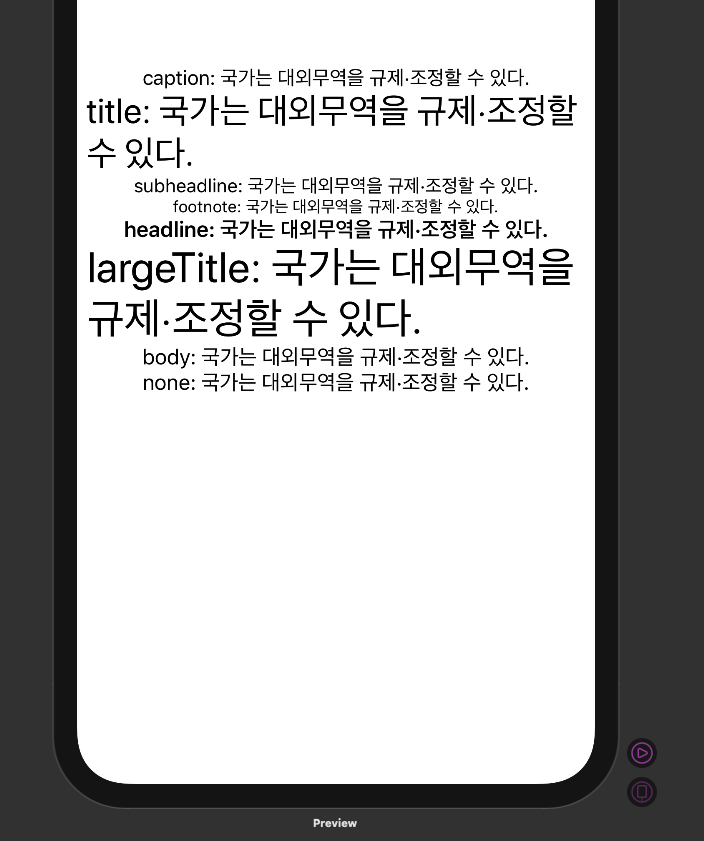 caption: 국가는 대외무역을 규제·조정할 수 있다.
title: 국가는 대외무역을 규제·조정할
수 있다.
subheadline: 국가는 대외무역을 규제·조정할 수 있다.
footnote: 국가는 대외무역을 규제·조정할 수 있다.
headline: 국가는 대외무역을 규제·조정할 수 있다.
largeTitle: 국가는 대외무역을
규제·조정할 수 있다.
body: 국가는 대외무역을 규제·조정할 수 있다.
none: 국가는 대외무역을 규제·조정할 수 있다.
Preview